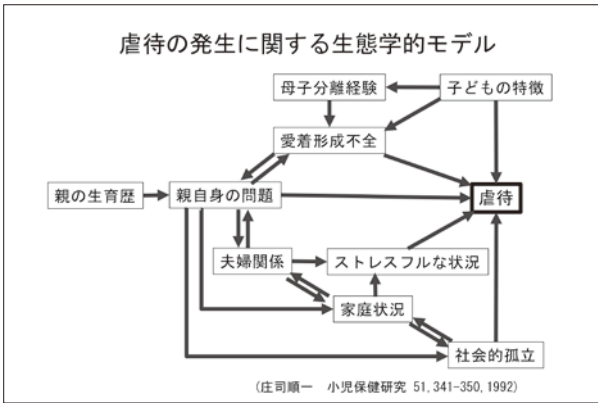 虐待の発生に関する生態学的モデル
母子分離経験
子どもの特徴
愛着形成不全
親の生育歴
親自身の問題
虐待
夫婦関係
ストレスフルな状況
家庭状況
社会的孤立
(庄司順一 小児保健研究 51,341-350,1992)